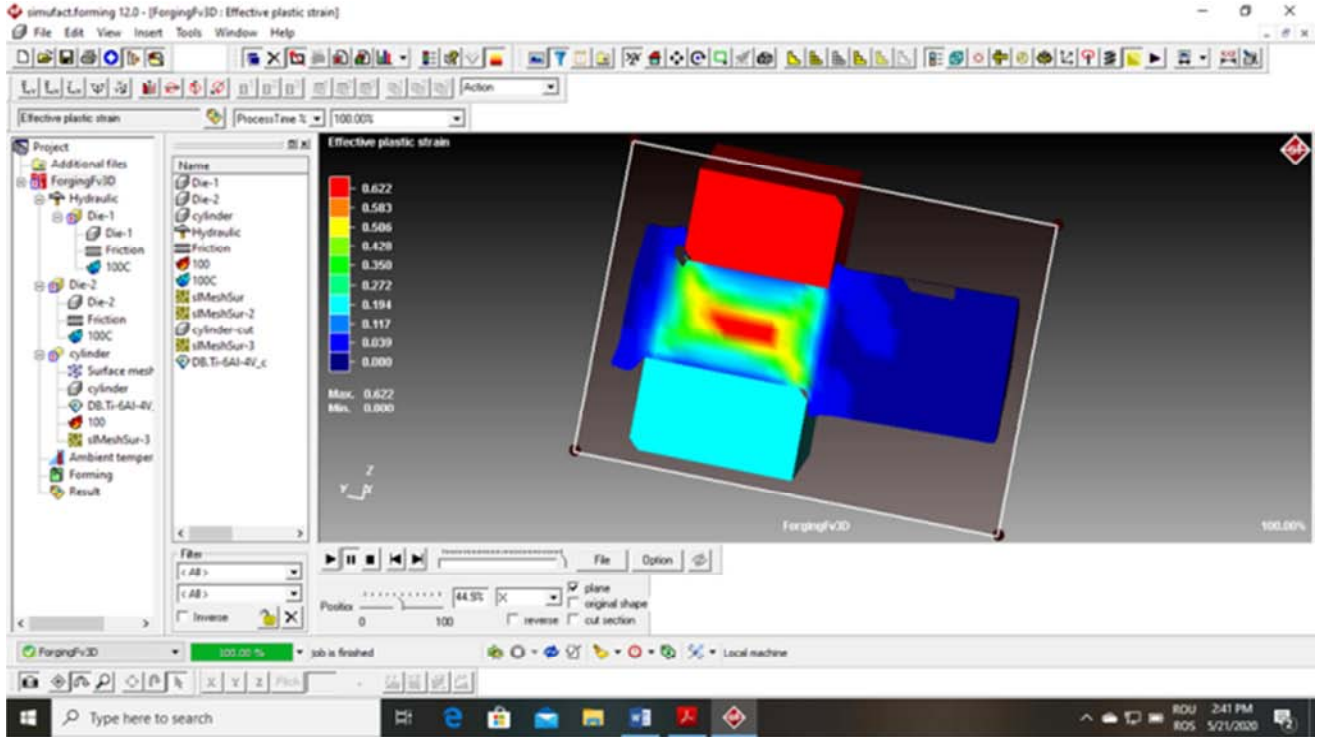 simufact.forming 12.0 - [ForgingFv3D : Effective plastic strain]
File Edit View Insert Tools Window Help
Action
Effective plastic strain
ProcessTime %
100.00%
Project
Additional files
ForgingFv3D
Hydraulic
Die-1
Die-1
Friction
100C
Die-2
Die-2
Friction
100C
cylinder
Surface mesh
cylinder
DB.Ti-6Al-4V_
100
slMeshSur-3
Ambient temper
Forming
Result
Name
Die-1
Die-2
cylinder
Hydraulic
Friction
100
100C
slMeshSur
slMeshSur-2
cylinder-cut
slMeshSur-3
DB.Ti-6Al-4V_c
Filter
< All >
< All >
Inverse
Effective plastic strain
0.622
0.583
0.506
0.428
0.350
0.272
0.194
0.117
0.039
0.000
Max. 0.622
Min. 0.000
Z
Y X
ForgingFv3D
100.00%
File
Option
Position
0
100
44.9%
X
plane
original shape
reverse
cut section
ForgingFv3D
100.00 %
job is finished
Local machine
X Y Z Pitch
Type here to search
ROU 2:41 PM
ROS 5/21/2020
2